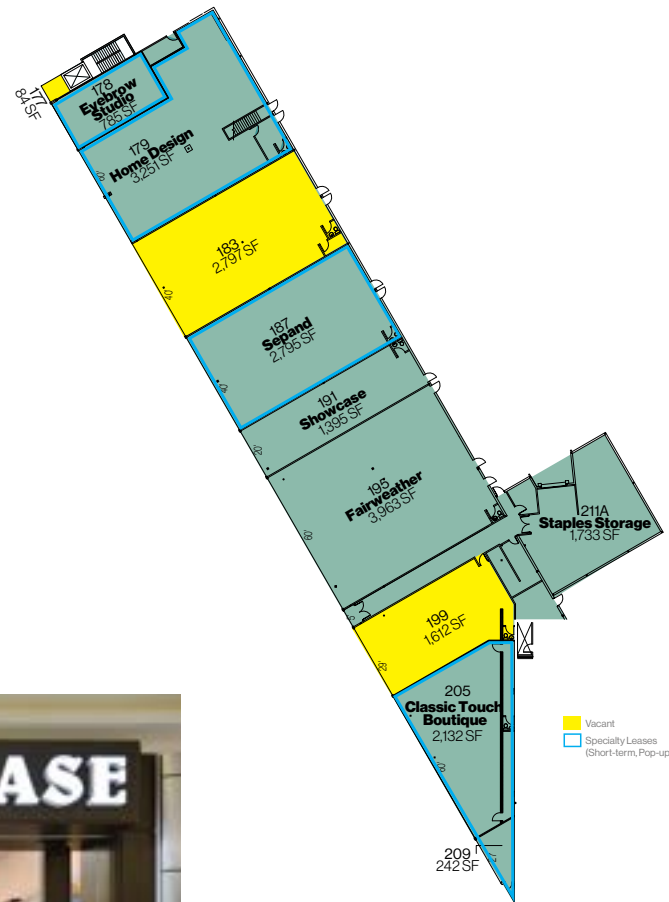 177
84 SF
178
Eyebrow
Studio
785 SF
179
Home Design
3,251 SF
183
2,797 SF
40'
187
Sepand
2,795 SF
191
Showcase
1,395 SF
20'
195
Fairweather
3,963 SF
211A
Staples Storage
1,733 SF
199
1,612 SF
205
Classic Touch
Boutique
2,132 SF
209
242 SF
Vacant
Specialty Leases
(Short-term, Pop-up
ASE